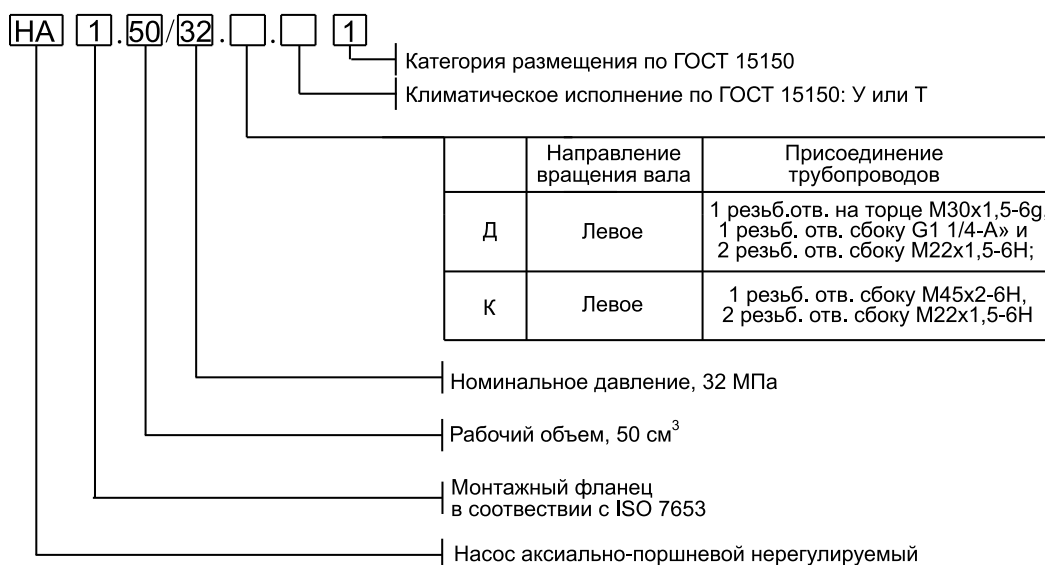 НА 1.50/32. . 1
Категория размещения по ГОСТ 15150
Климатическое исполнение по ГОСТ 15150: У или Т
Направление
вращения вала
Присоединение
трубопроводов
Д
Левое
1 резьб.отв. на торце М30х1,5-6g,
1 резьб. отв. сбоку G1 1/4-A» и
2 резьб. отв. сбоку М22х1,5-6Н;
К
Левое
1 резьб. отв. сбоку М45х2-6Н,
2 резьб. отв. сбоку М22х1,5-6Н
Номинальное давление, 32 МПа
Рабочий объем, 50 см³
Монтажный фланец
в соотвествии с ISO 7653
Насос аксиально-поршневой нерегулируемый